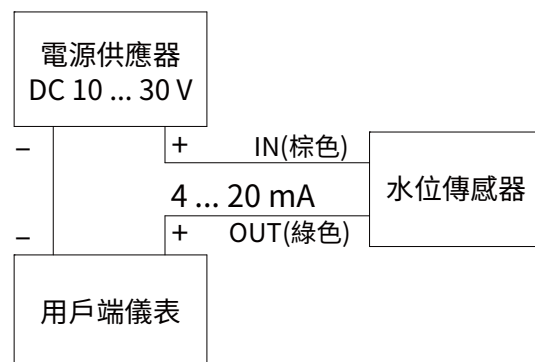 電源供應器
DC 10 ... 30 V
–
+
IN(棕色)
4 ... 20 mA
水位傳感器
–
+
OUT(綠色)
用戶端儀表